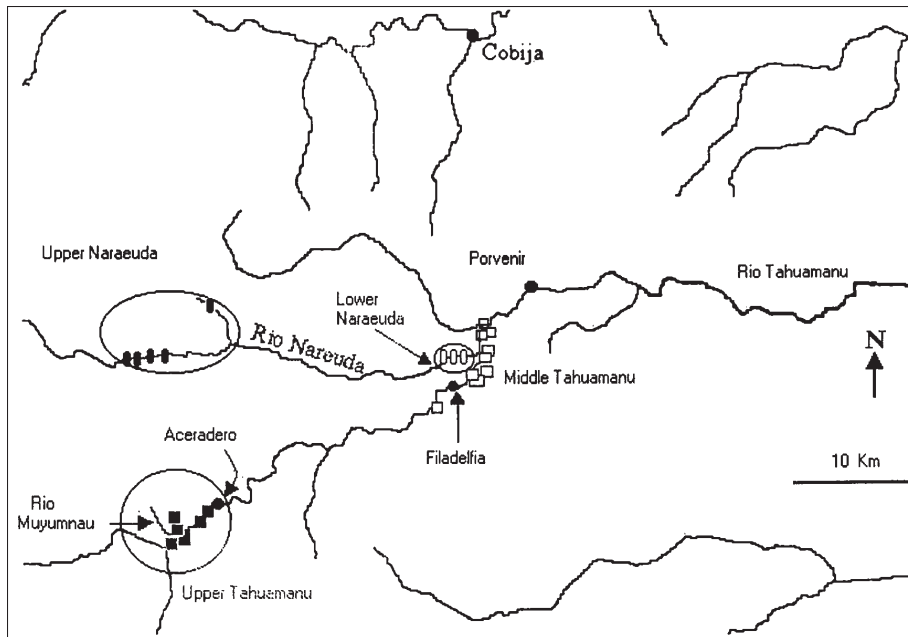 Cobija
Upper Naraeuda
Porvenir
Rio Tahuamanu
Lower
Naraeuda
Rio Nareuda
N
Middle Tahuamanu
Aceradero
Filadelfia
10 Km
Rio
Muyumnau
Upper Tahuamanu